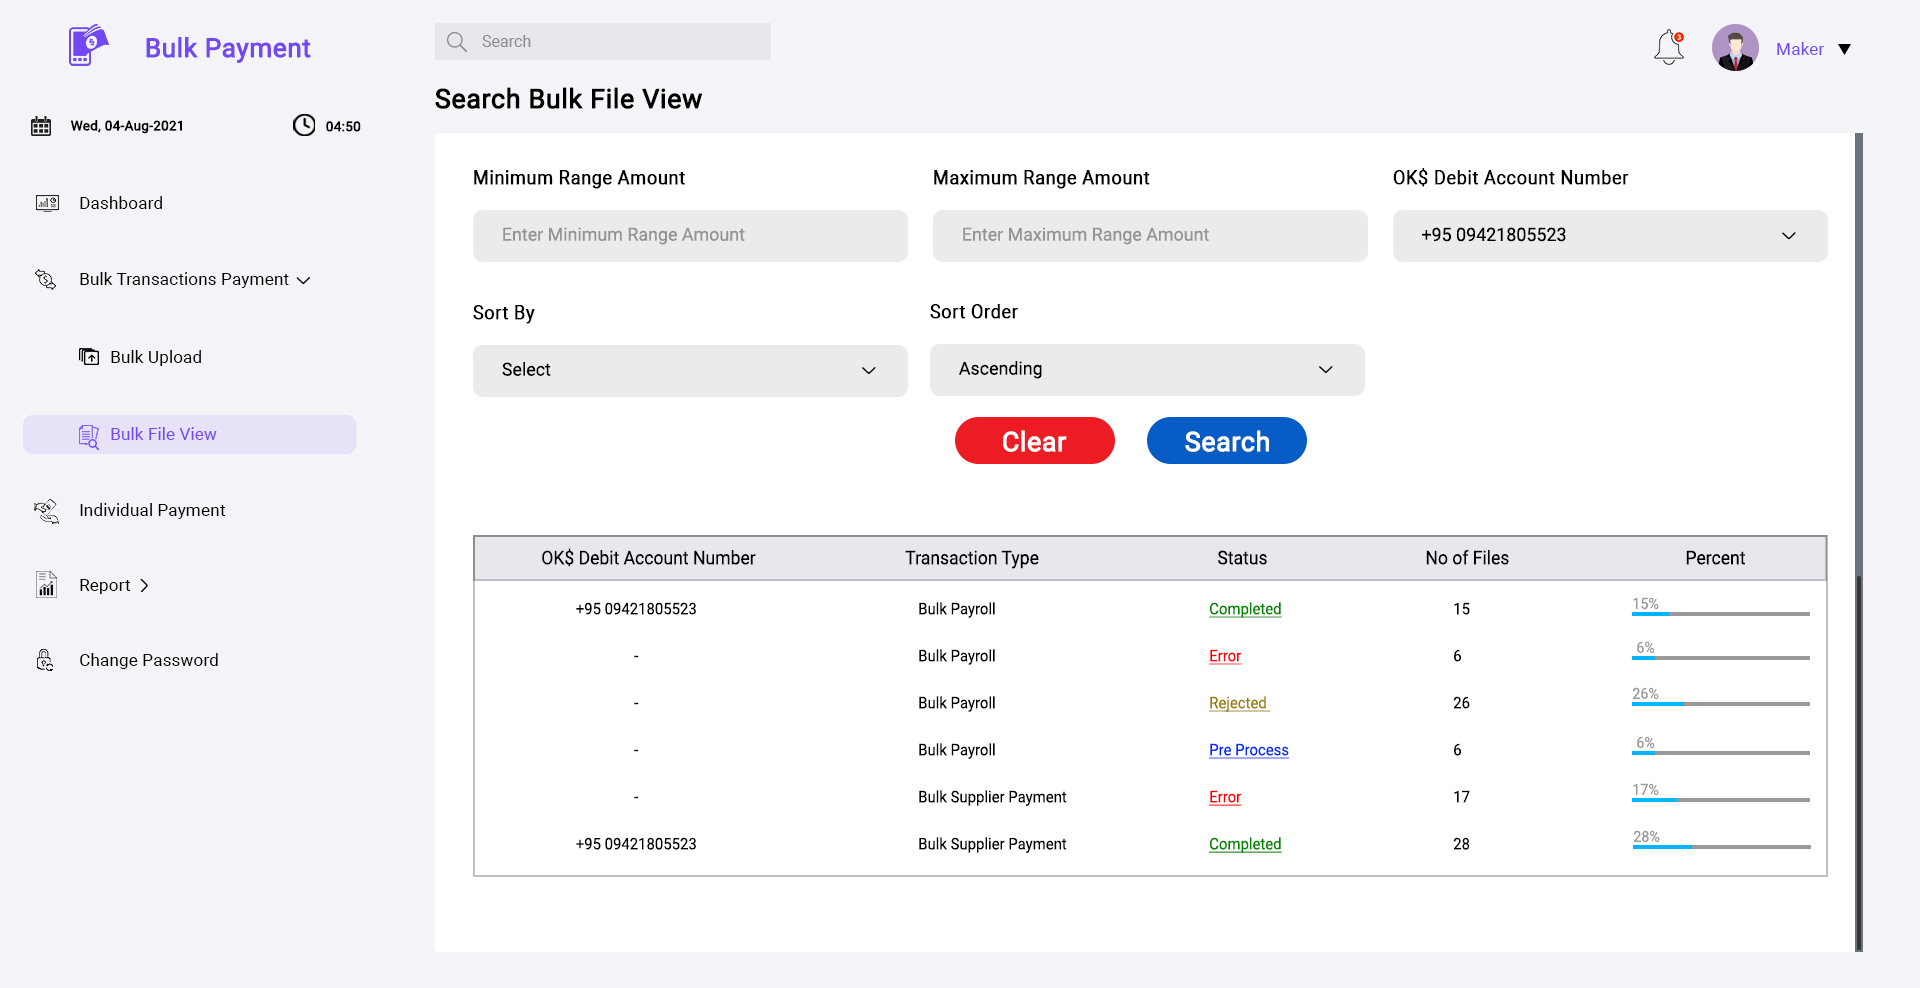 Bulk Payment
Search
3
Maker
Search Bulk File View
Wed, 04-Aug-2021
04:50
Dashboard
Bulk Transactions Payment
Bulk Upload
Bulk File View
Individual Payment
Report
Change Password
Minimum Range Amount
Maximum Range Amount
OK$ Debit Account Number
Enter Minimum Range Amount
Enter Maximum Range Amount
+95 09421805523
Sort By
Sort Order
Select
Ascending
Clear
Search
OK$ Debit Account Number Transaction Type Status No of Files Percent
+95 09421805523 Bulk Payroll Completed 15 15%
- Bulk Payroll Error 6 6%
- Bulk Payroll Rejected 26 26%
- Bulk Payroll Pre Process 6 6%
- Bulk Supplier Payment Error 17 17%
+95 09421805523 Bulk Supplier Payment Completed 28 28%